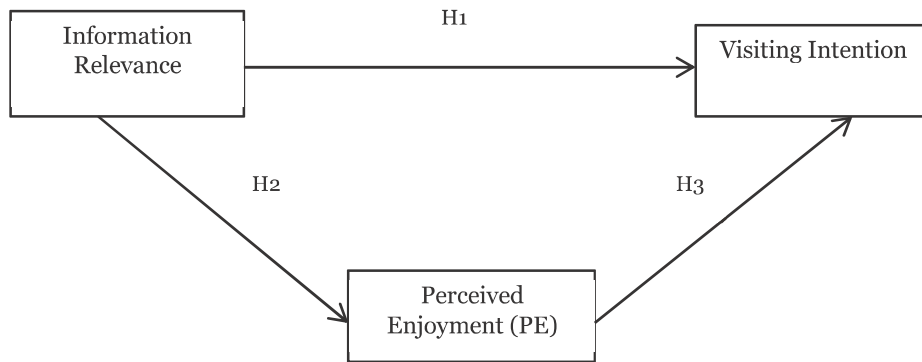 H1
Information
Relevance
Visiting Intention
H2
H3
Perceived
Enjoyment (PE)